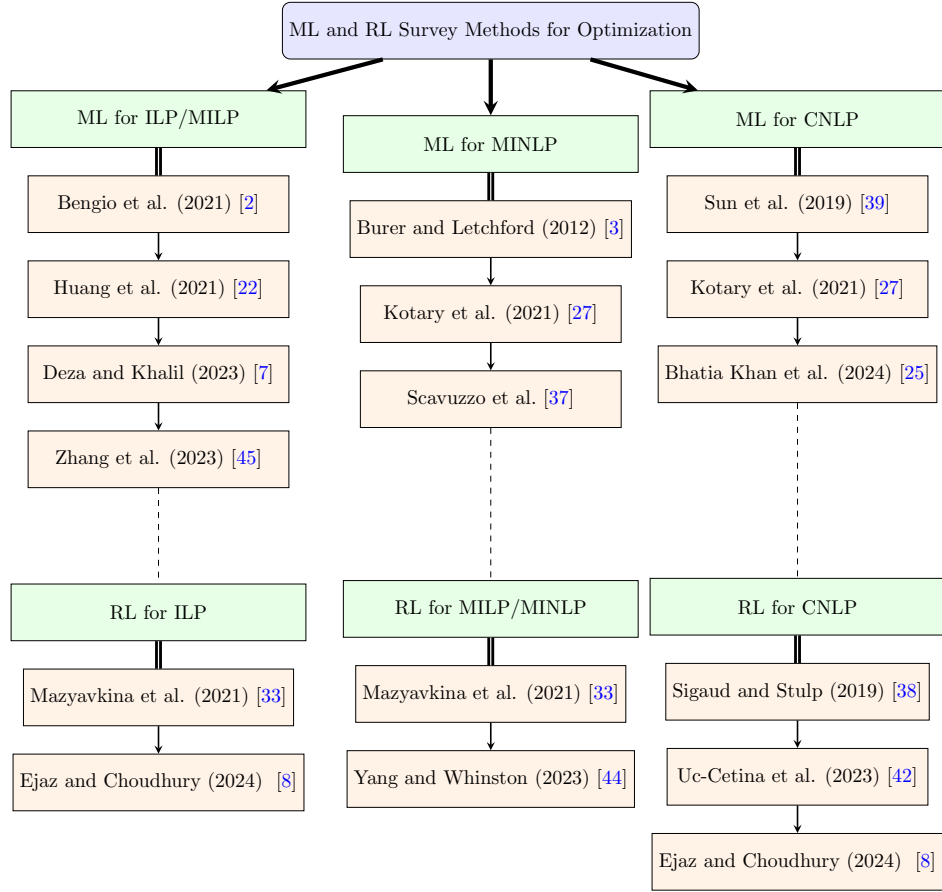 ML and RL Survey Methods for Optimization
ML for ILP/MILP
Bengio et al. (2021) [2]
Huang et al. (2021) [22]
Deza and Khalil (2023) [7]
Zhang et al. (2023) [45]
RL for ILP
Mazyavkina et al. (2021) [33]
Ejaz and Choudhury (2024) [8]
ML for MINLP
Burer and Letchford (2012) [3]
Kotary et al. (2021) [27]
Scavuzzo et al. [37]
RL for MILP/MINLP
Mazyavkina et al. (2021) [33]
Yang and Whinston (2023) [44]
ML for CNLP
Sun et al. (2019) [39]
Kotary et al. (2021) [27]
Bhatia Khan et al. (2024) [25]
RL for CNLP
Sigaud and Stulp (2019) [38]
Uc-Cetina et al. (2023) [42]
Ejaz and Choudhury (2024) [8]